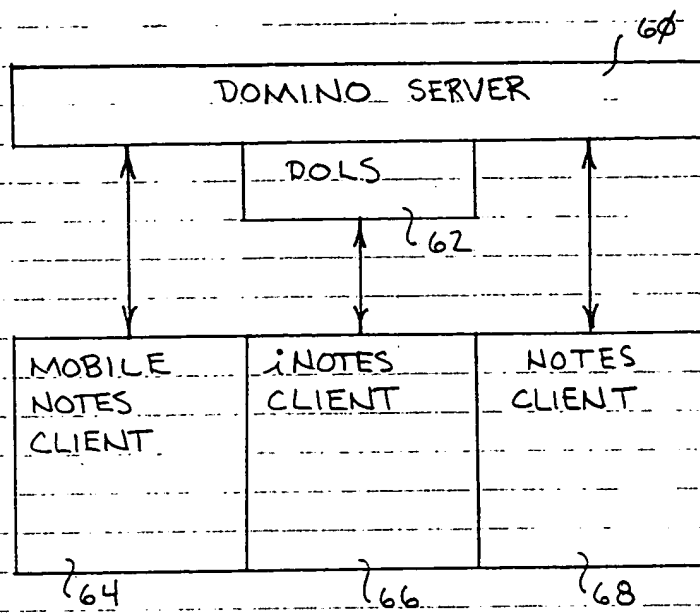 60
DOMINO SERVER
DOLS
62
MOBILE
NOTES
CLIENT
iNOTES
CLIENT
NOTES
CLIENT
64
66
68